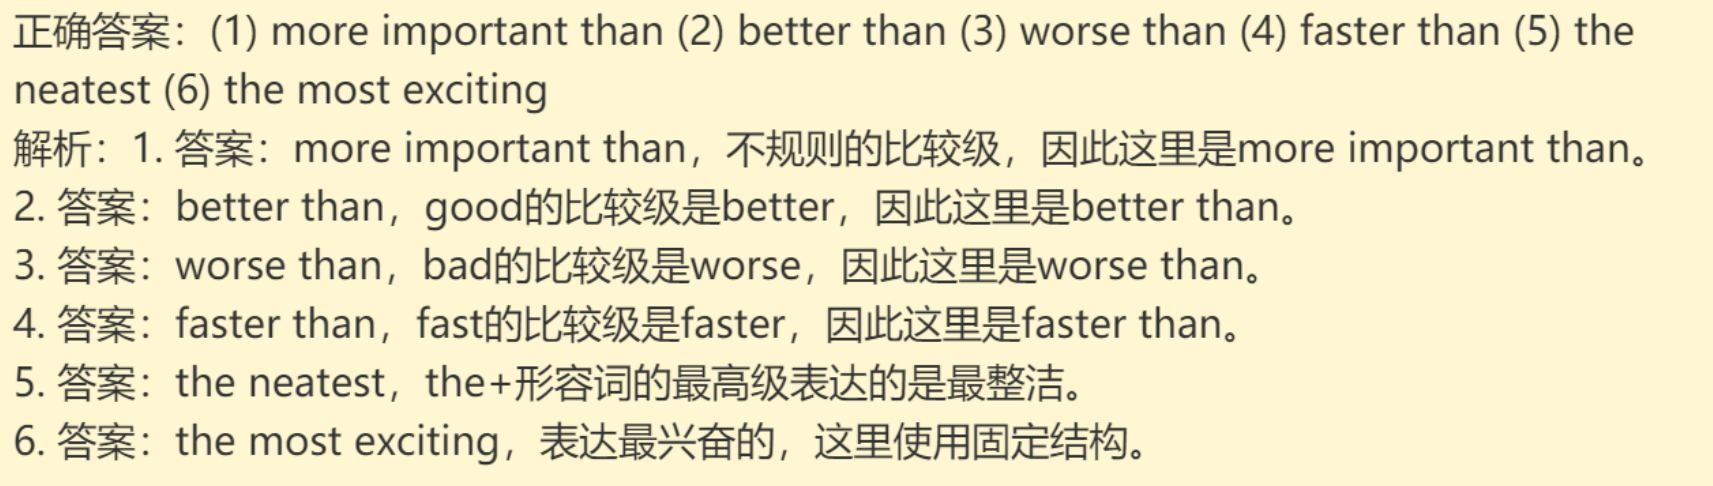 正确答案：(1) more important than (2) better than (3) worse than (4) faster than (5) the
neatest (6) the most exciting
解析：1. 答案：more important than，不规则的比较级，因此这里是more important than。
2. 答案：better than，good的比较级是better，因此这里是better than。
3. 答案：worse than，bad的比较级是worse，因此这里是worse than。
4. 答案：faster than，fast的比较级是faster，因此这里是faster than。
5. 答案：the neatest，the+形容词的最高级表达的是最整洁。
6. 答案：the most exciting，表达最兴奋的，这里使用固定结构。